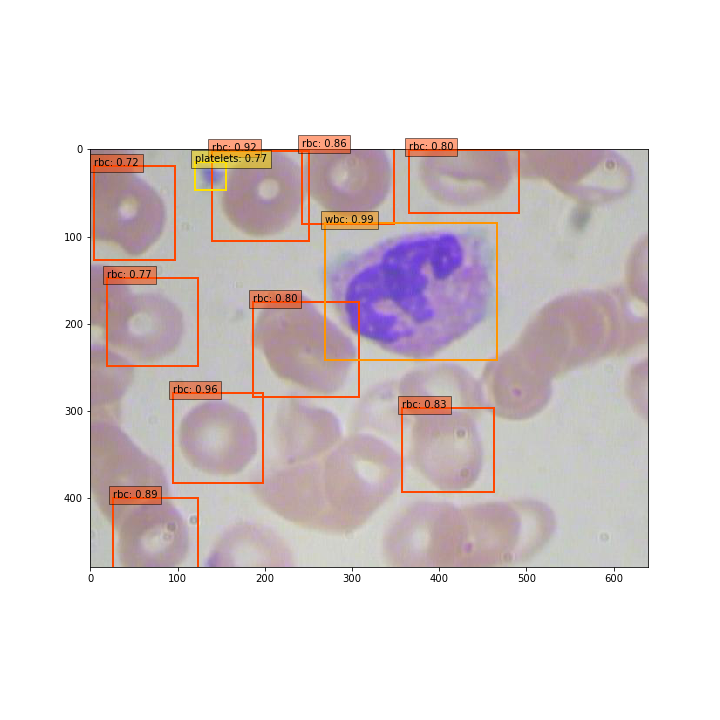 rbc: 0.92
rbc: 0.86
rbc: 0.80
platelets: 0.77
rbc: 0.72
wbc: 0.99
rbc: 0.77
rbc: 0.80
rbc: 0.96
rbc: 0.83
rbc: 0.89
0
100
200
300
400
0 100 200 300 400 500 600